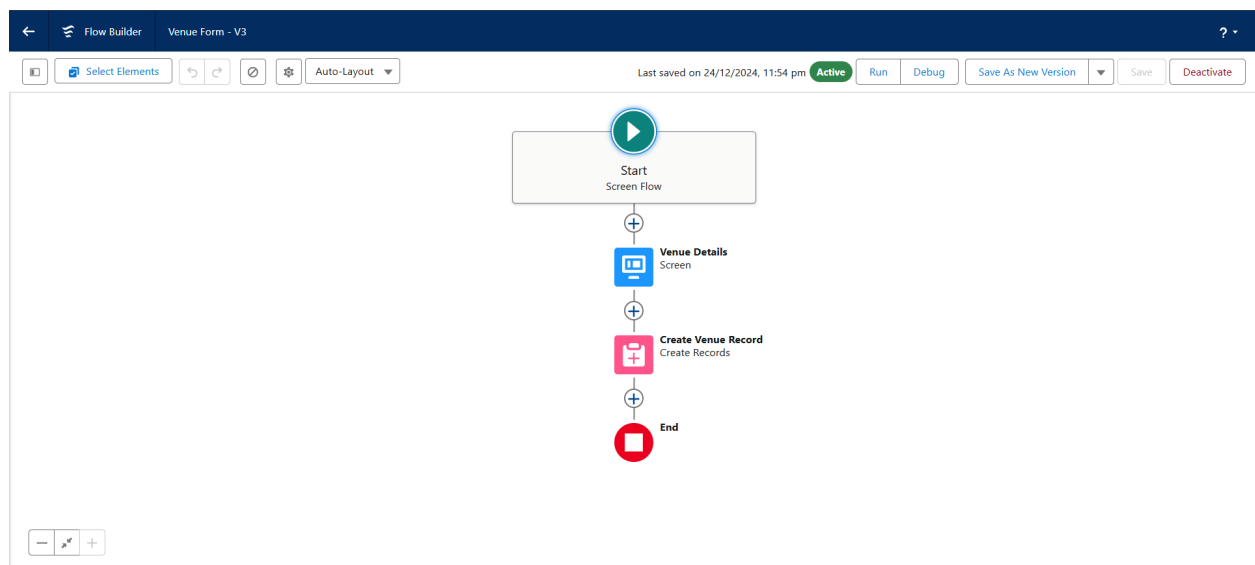 Flow Builder Venue Form - V3 ?
Select Elements Auto-Layout Last saved on 24/12/2024, 11:54 pm Active Run Debug Save As New Version Save Deactivate
Start
Screen Flow
Venue Details
Screen
Create Venue Record
Create Records
End